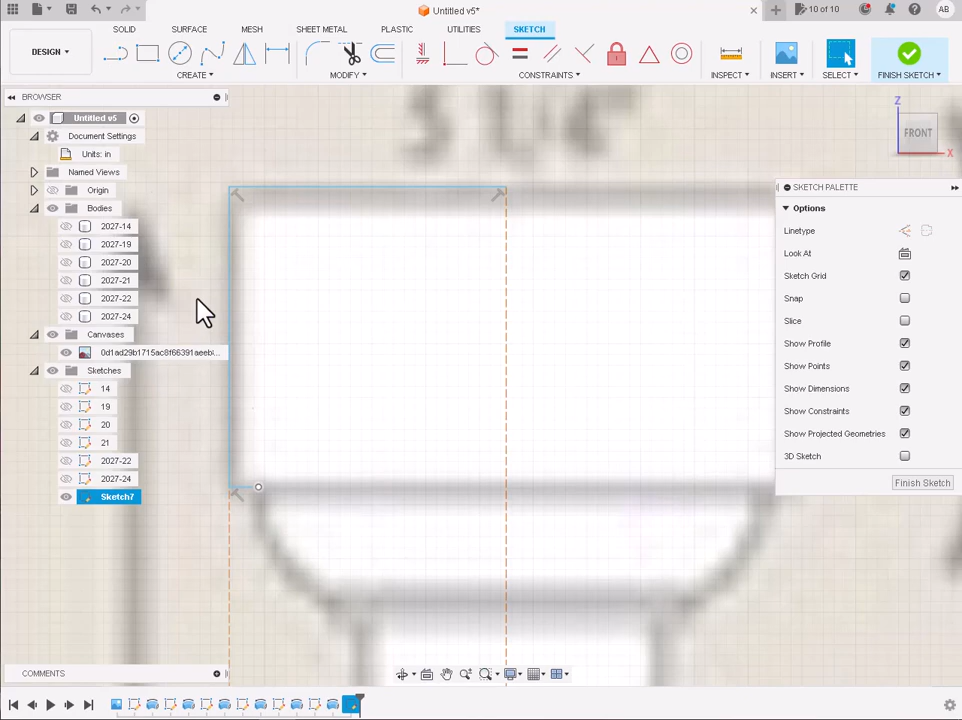 Untitled v5*
10 of 10
AB
DESIGN
SOLID
SURFACE
MESH
SHEET METAL
PLASTIC
UTILITIES
SKETCH
CREATE
MODIFY
CONSTRAINTS
INSPECT
INSERT
SELECT
FINISH SKETCH
BROWSER
Untitled v5
Document Settings
Units: in
Named Views
Origin
Bodies
2027-14
2027-19
2027-20
2027-21
2027-22
2027-24
Canvases
0d1ad29b1715ac8f66391aeebl...
Sketches
14
19
20
21
2027-22
2027-24
Sketch7
Z
FRONT
X
SKETCH PALETTE
Options
Linetype
Look At
Sketch Grid
Snap
Slice
Show Profile
Show Points
Show Dimensions
Show Constraints
Show Projected Geometries
3D Sketch
Finish Sketch
COMMENTS